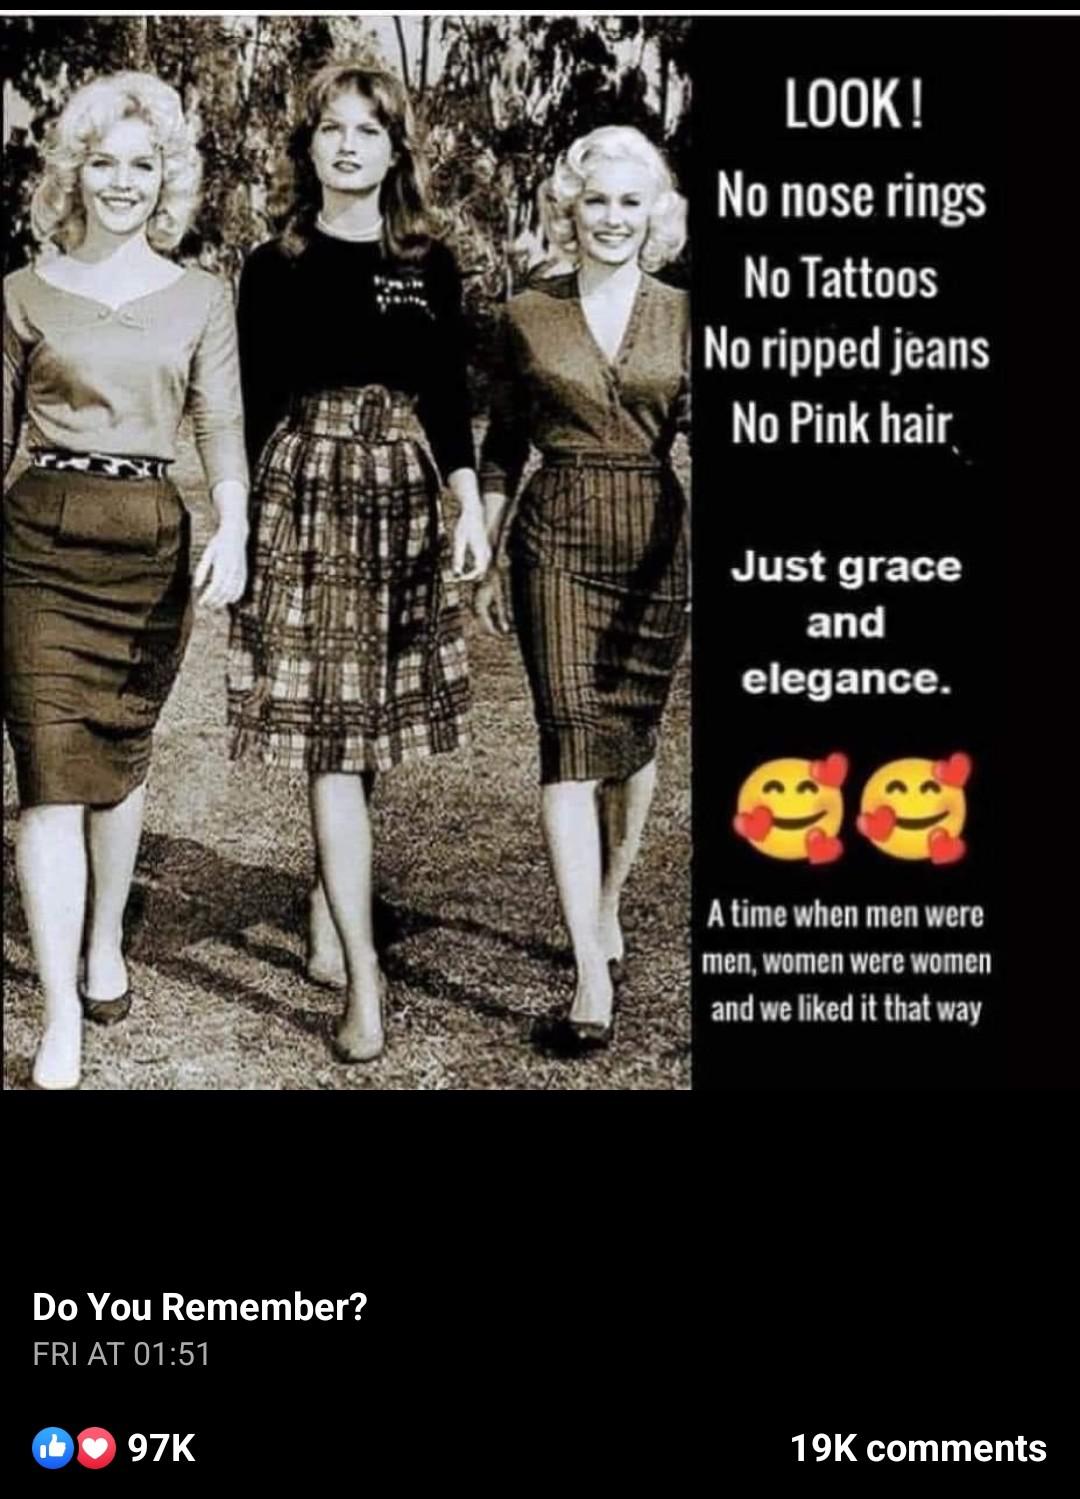 LOOK!
No nose rings
No Tattoos
No ripped jeans
No Pink hair
Just grace
and
elegance.
A time when men were
men, women were women
and we liked it that way
Do You Remember?
FRI AT 01:51
97K
19K comments